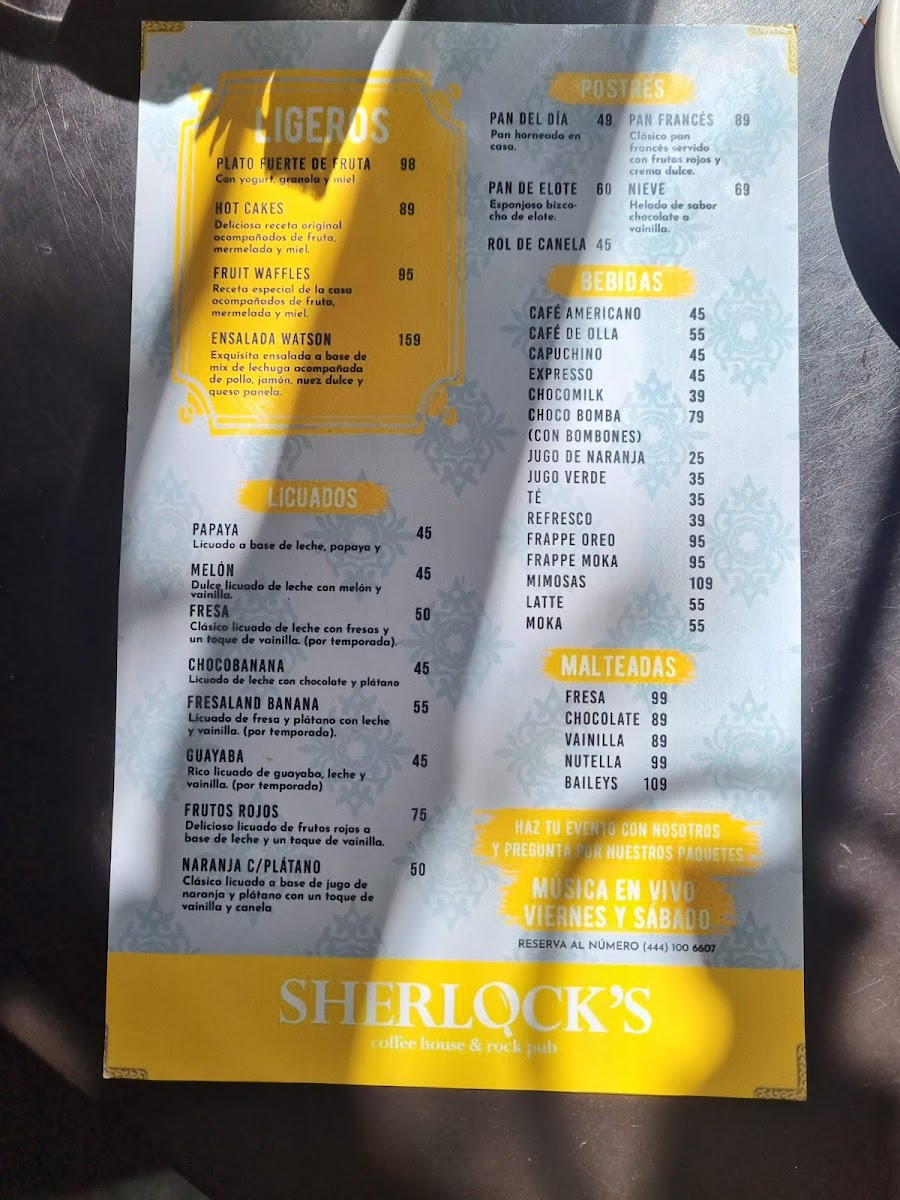 LIGEROS
PLATO FUERTE DE FRUTA 98
Con yogurt, granola y miel
HOT CAKES 89
Deliciosa receta original
acompañados de fruta,
mermelada y miel.
FRUIT WAFFLES 95
Receta especial de la casa
acompañados de fruta,
mermelada y miel.
ENSALADA WATSON 159
Exquisita ensalada a base de
mix de lechuga acompañada
de pollo, jamón, nuez dulce y
queso panela.
LICUADOS
PAPAYA 45
Licuado a base de leche, papaya y
MELÓN 45
Dulce licuado de leche con melón y
vainilla.
FRESA 50
Clásico licuado de leche con fresas y
un toque de vainilla. (por temporada).
CHOCOBANANA 45
Licuado de leche con chocolate y plátano
FRESALAND BANANA 55
Licuado de fresa y plátano con leche
y vainilla. (por temporada).
GUAYABA 45
Rico licuado de guayaba, leche y
vainilla. (por temporada)
FRUTOS ROJOS 75
Delicioso licuado de frutos rojos a
base de leche y un toque de vainilla.
NARANJA C/PLÁTANO 50
Clásico licuado a base de jugo de
naranja y plátano con un toque de
vainilla y canela
POSTRES
PAN DEL DÍA 49
Pan horneado en
casa.
PAN DE ELOTE 60
Esponjoso bizco-
cho de elote.
ROL DE CANELA 45
PAN FRANCÉS 89
Clásico pan
francés servido
con frutos rojos y
crema dulce.
NIEVE 69
Helado de sabor
chocolate o
vainilla.
BEBIDAS
CAFÉ AMERICANO 45
CAFÉ DE OLLA 55
CAPUCHINO 45
EXPRESSO 45
CHOCOMILK 39
CHOCO BOMBA 79
(CON BOMBONES)
JUGO DE NARANJA 25
JUGO VERDE 35
TÉ 35
REFRESCO 39
FRAPPE OREO 95
FRAPPE MOKA 95
MIMOSAS 109
LATTE 55
MOKA 55
MALTEADAS
FRESA 99
CHOCOLATE 89
VAINILLA 89
NUTELLA 99
BAILEYS 109
HAZ TU EVENTO CON NOSOTROS
Y PREGUNTA POR NUESTROS PAQUETES
MÚSICA EN VIVO
VIERNES Y SÁBADO
RESERVA AL NÚMERO (444) 100 6607
SHERLOCK'S
coffee house & rock pub